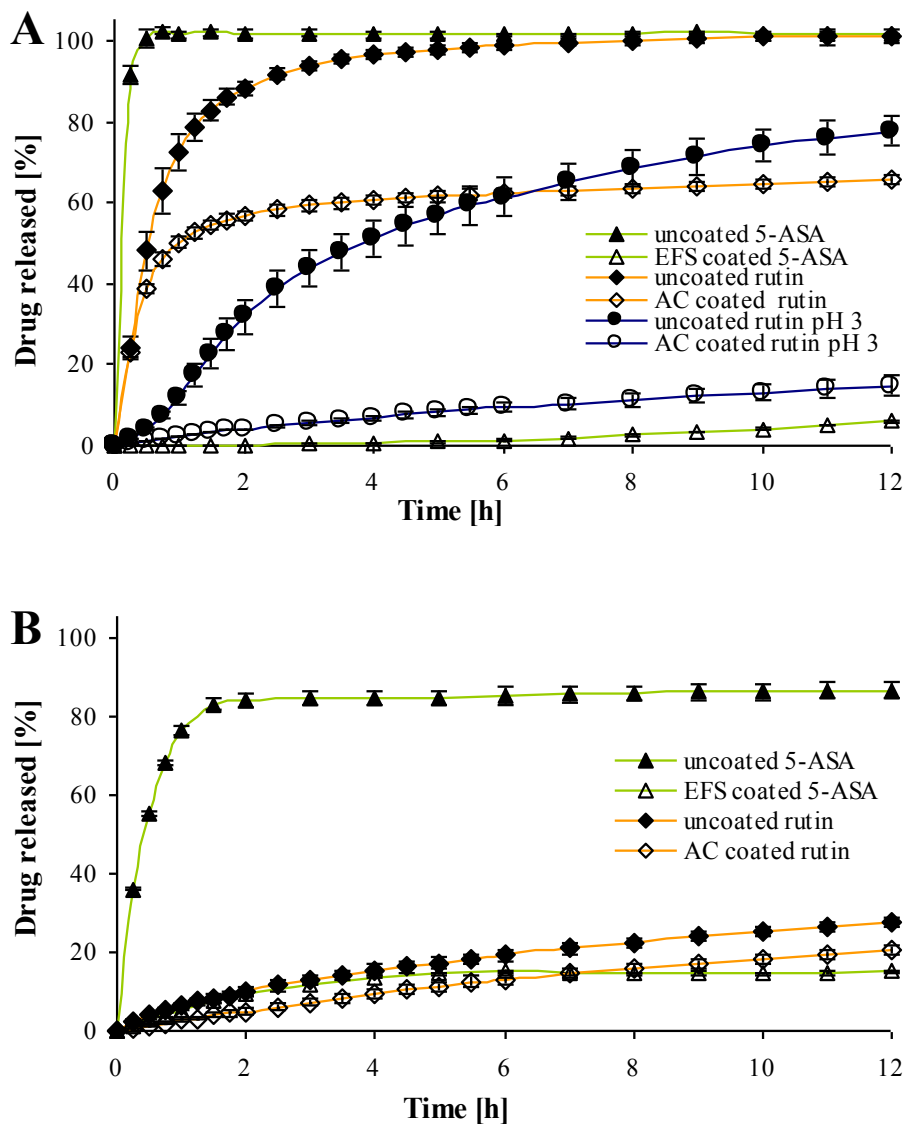 A
100
80
60
40
20
0
Drug released [%]
uncoated 5-ASA
EFS coated 5-ASA
uncoated rutin
AC coated rutin
uncoated rutin pH 3
AC coated rutin pH 3
0 2 4 6 8 10 12
Time [h]
B
100
80
60
40
20
0
Drug released [%]
uncoated 5-ASA
EFS coated 5-ASA
uncoated rutin
AC coated rutin
0 2 4 6 8 10 12
Time [h]